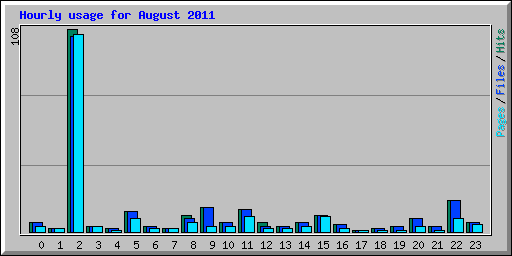 Hourly usage for August 2011
108
Pages/Files/Hits
0 1 2 3 4 5 6 7 8 9 10 11 12 13 14 15 16 17 18 19 20 21 22 23